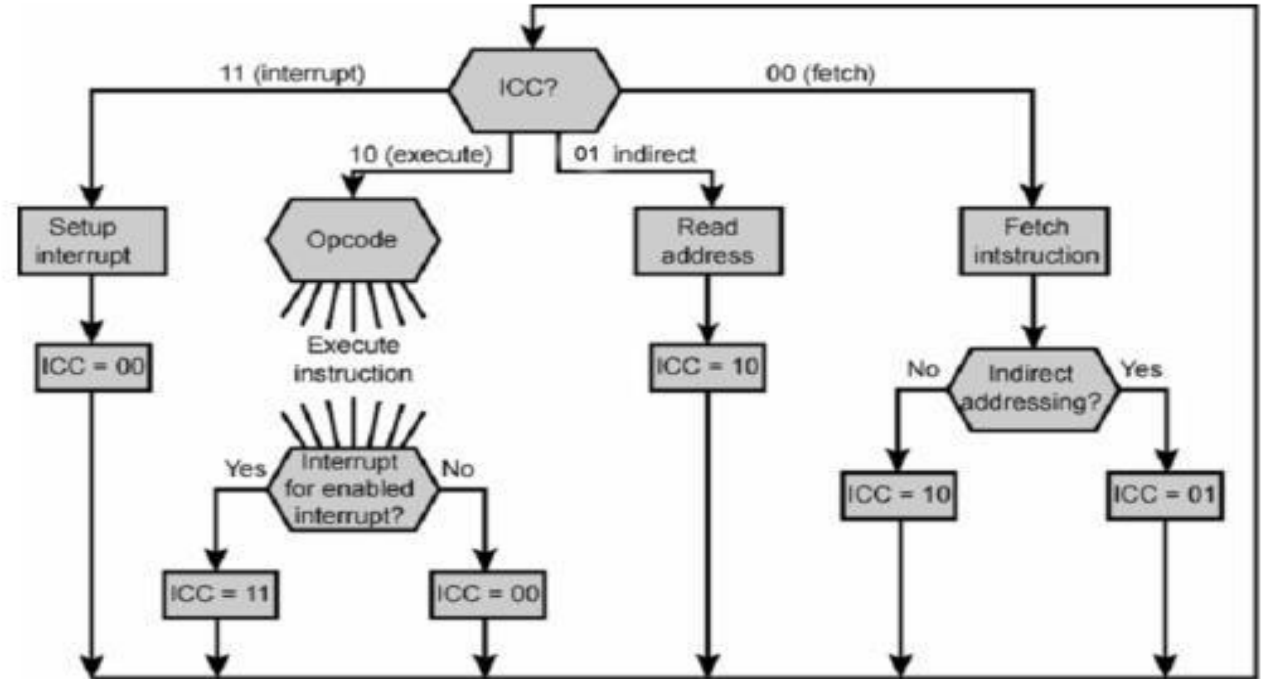 11 (interrupt)
ICC?
00 (fetch)
10 (execute)
01 indirect
Setup
interrupt
Opcode
Read
address
Fetch
intstruction
ICC = 00
Execute
instruction
ICC = 10
No
Indirect
addressing?
Yes
Yes
Interrupt
for enabled
interrupt?
No
ICC = 10
ICC = 01
ICC = 11
ICC = 00